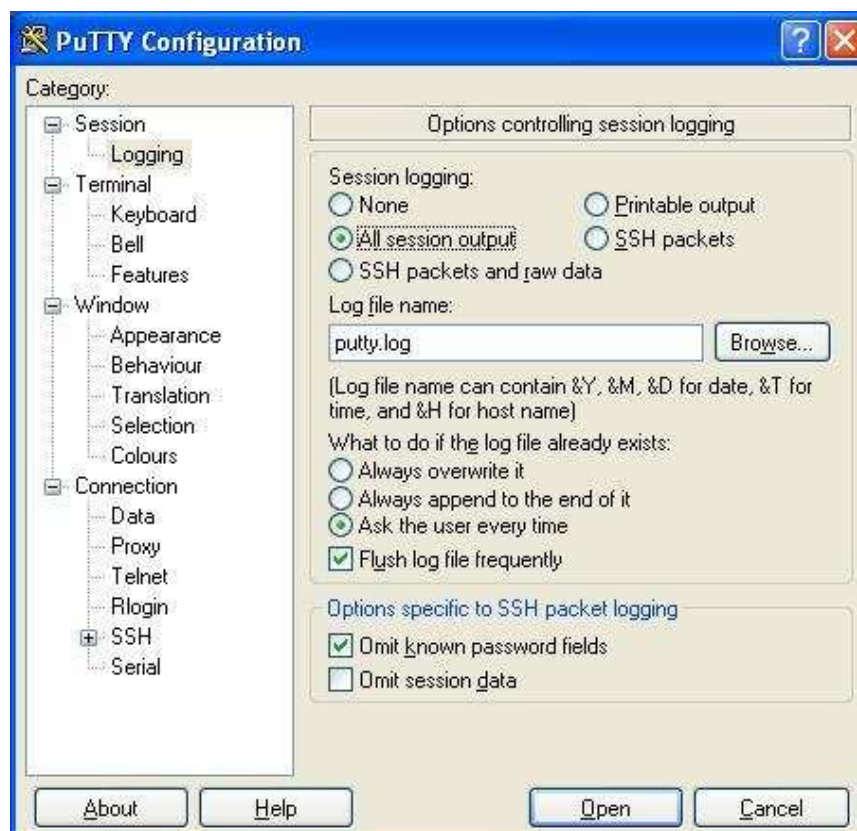 PuTTY Configuration
Category:
Session
Logging
Terminal
Keyboard
Bell
Features
Window
Appearance
Behaviour
Translation
Selection
Colours
Connection
Data
Proxy
Telnet
Rlogin
SSH
Serial
Options controlling session logging
Session logging:
None
Printable output
All session output
SSH packets
SSH packets and raw data
Log file name:
putty.log
Browse...
(Log file name can contain &Y, &M, &D for date, &T for
time, and &H for host name)
What to do if the log file already exists:
Always overwrite it
Always append to the end of it
Ask the user every time
Flush log file frequently
Options specific to SSH packet logging
Omit known password fields
Omit session data
About
Help
Open
Cancel